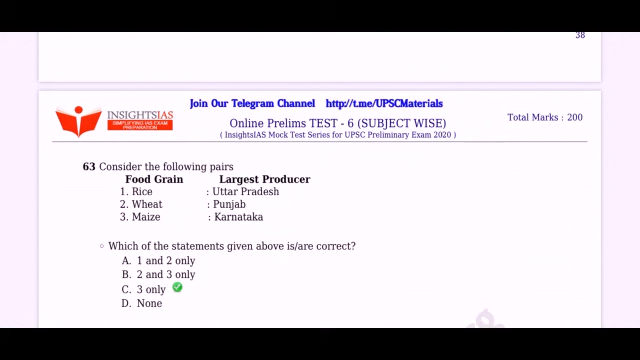 38
Join Our Telegram Channel http://t.me/UPSCMaterials
INSIGHTSIAS
SIMPLIFYING IAS EXAM PREPARATION
Online Prelims TEST - 6 (SUBJECT WISE)
( InsightsIAS Mock Test Series for UPSC Preliminary Exam 2020 )
Total Marks : 200
63 Consider the following pairs
Food Grain Largest Producer
1. Rice : Uttar Pradesh
2. Wheat : Punjab
3. Maize : Karnataka
Which of the statements given above is/are correct?
A. 1 and 2 only
B. 2 and 3 only
C. 3 only
D. None